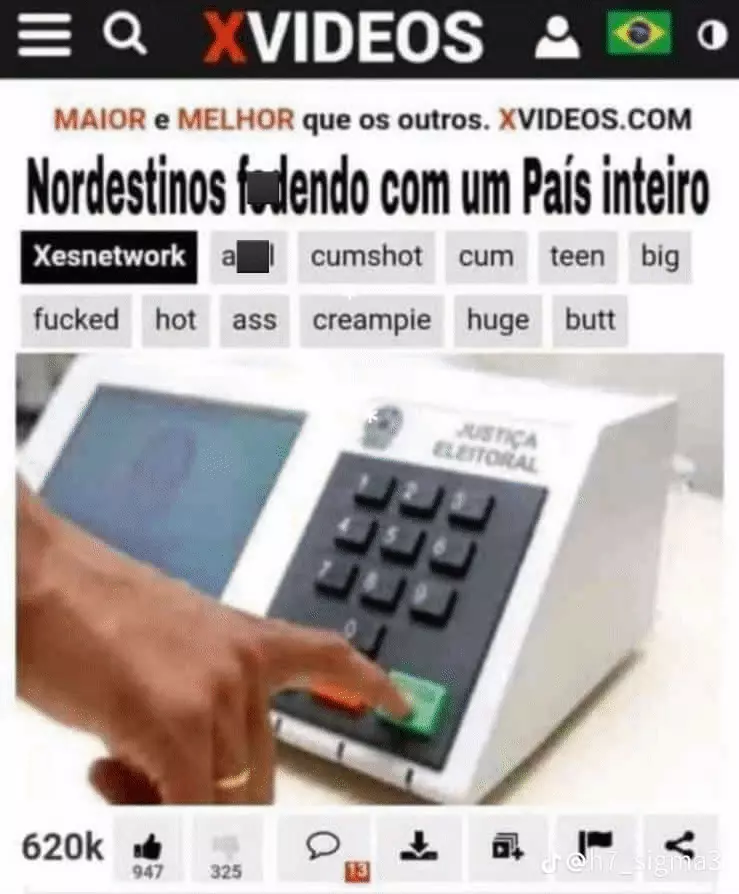 XVIDEOS
MAIOR e MELHOR que os outros. XVIDEOS.COM
Nordestinos f⬛dendo com um País inteiro
Xesnetwork a⬛l cumshot cum teen big
fucked hot ass creampie huge butt
JUSTIÇA
ELEITORAL
1 2 3
4 5 6
7 8 9
0
620k
947 325 13
@h7_sigma3